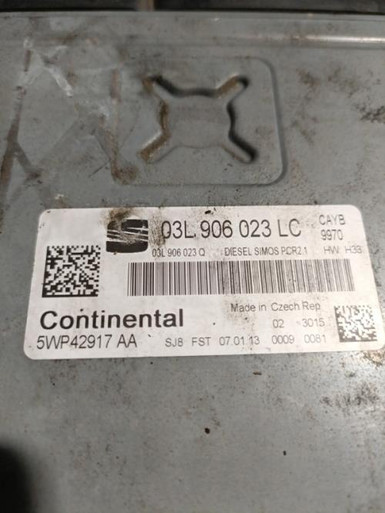 03L 906 023 LC CAYB
9970
03L 906 023 Q DIESEL SIMOS PCR2.1 HW H33
Continental
Made in Czech Rep
02 3015
5WP42917 AA SJ8 FST 07.01.13 0009 0081